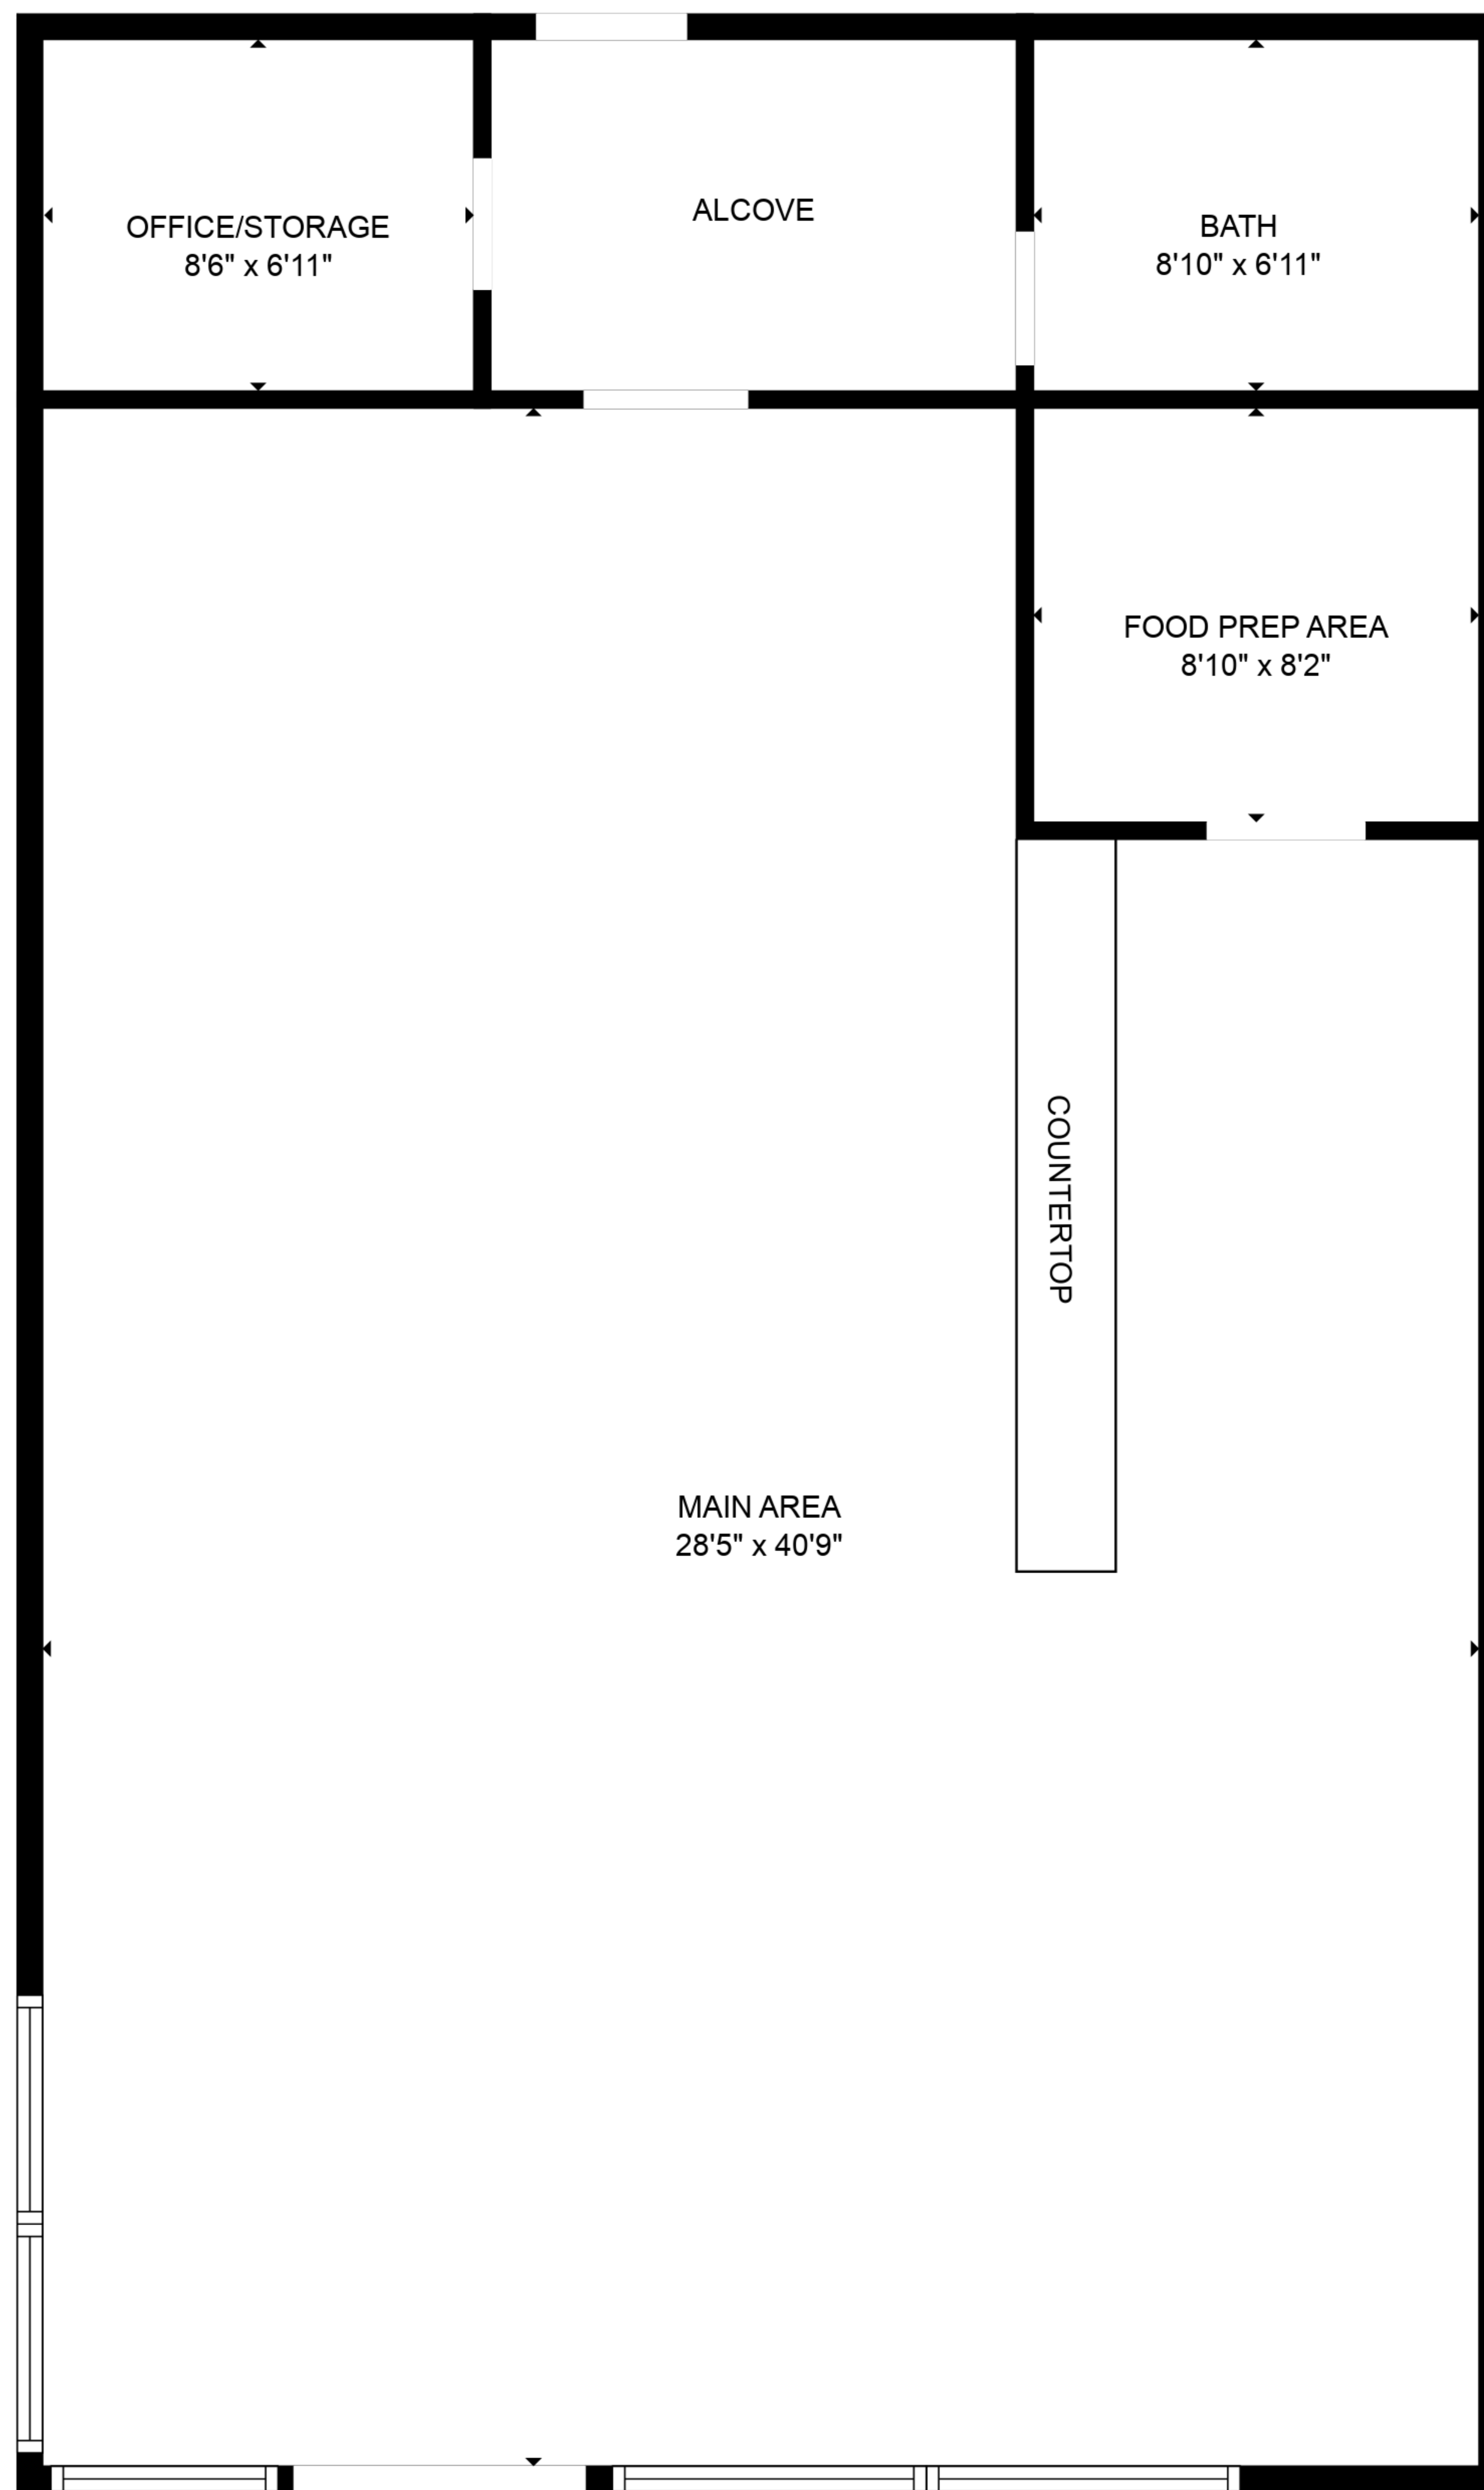 ALCOVE
OFFICE/STORAGE
8'6" x 6'11"
BATH
8'10" x 6'11"
FOOD PREP AREA
8'10" x 8'2"
COUNTERTOP
MAIN AREA
28'5" x 40'9"